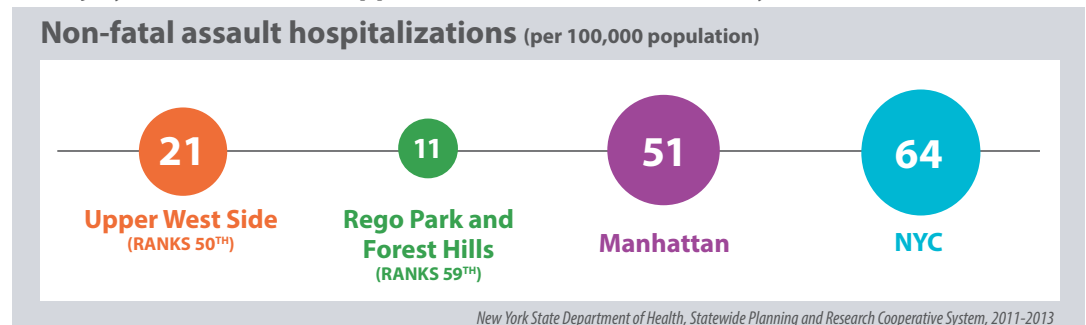 Non-fatal assault hospitalizations (per 100,000 population)
21
Upper West Side
(RANKS 50TH)
11
Rego Park and
Forest Hills
(RANKS 59TH)
51
Manhattan
64
NYC
New York State Department of Health, Statewide Planning and Research Cooperative System, 2011-2013